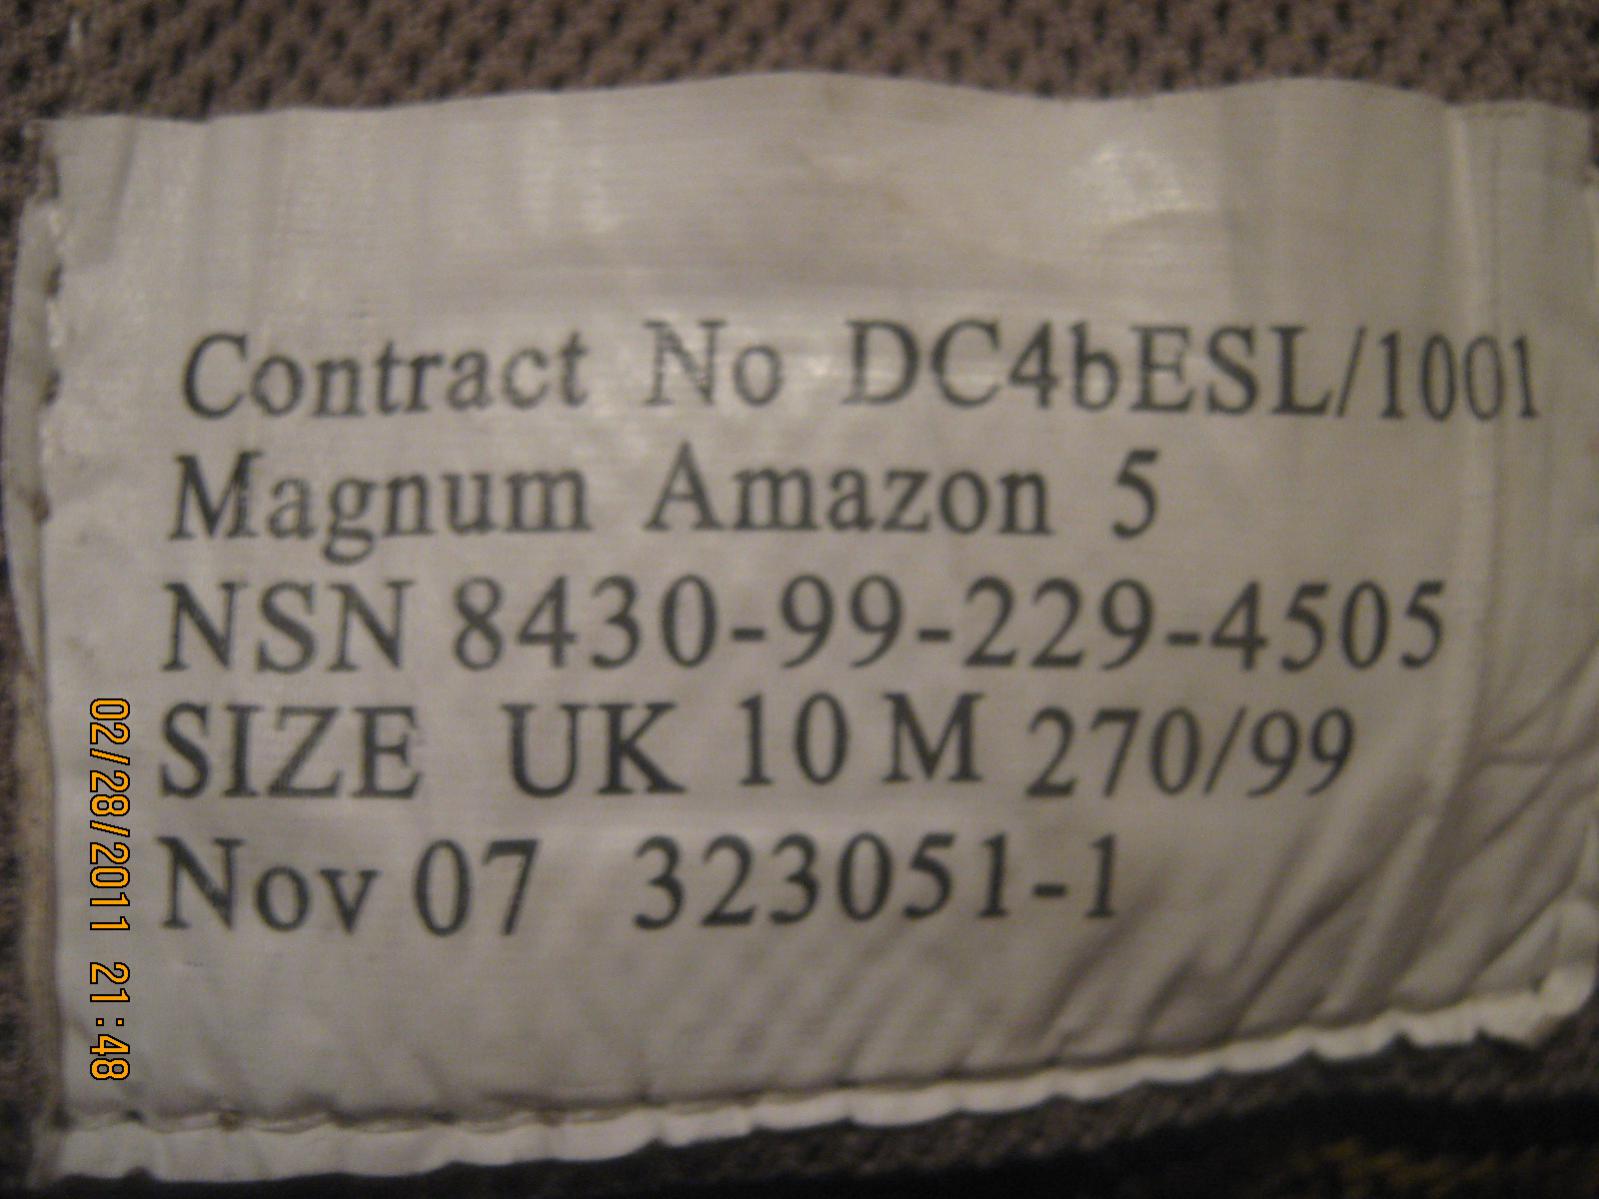 Contract No DC4bESL/1001
Magnum Amazon 5
NSN 8430-99-229-4505
SIZE UK 10 M 270/99
Nov 07 323051-1
02/28/2011 21:48